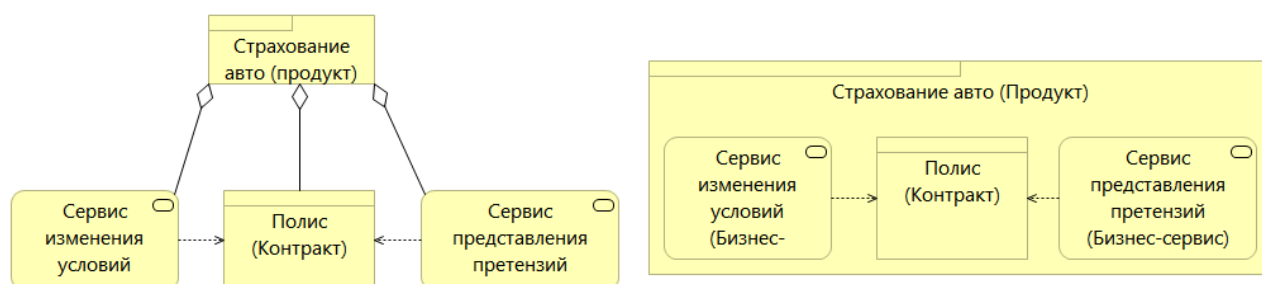 Страхование
авто (продукт)
Сервис
изменения
условий
Полис
(Контракт)
Сервис
представления
претензий
Страхование авто (Продукт)
Сервис
изменения
условий
(Бизнес-
Полис
(Контракт)
Сервис
представления
претензий
(Бизнес-сервис)